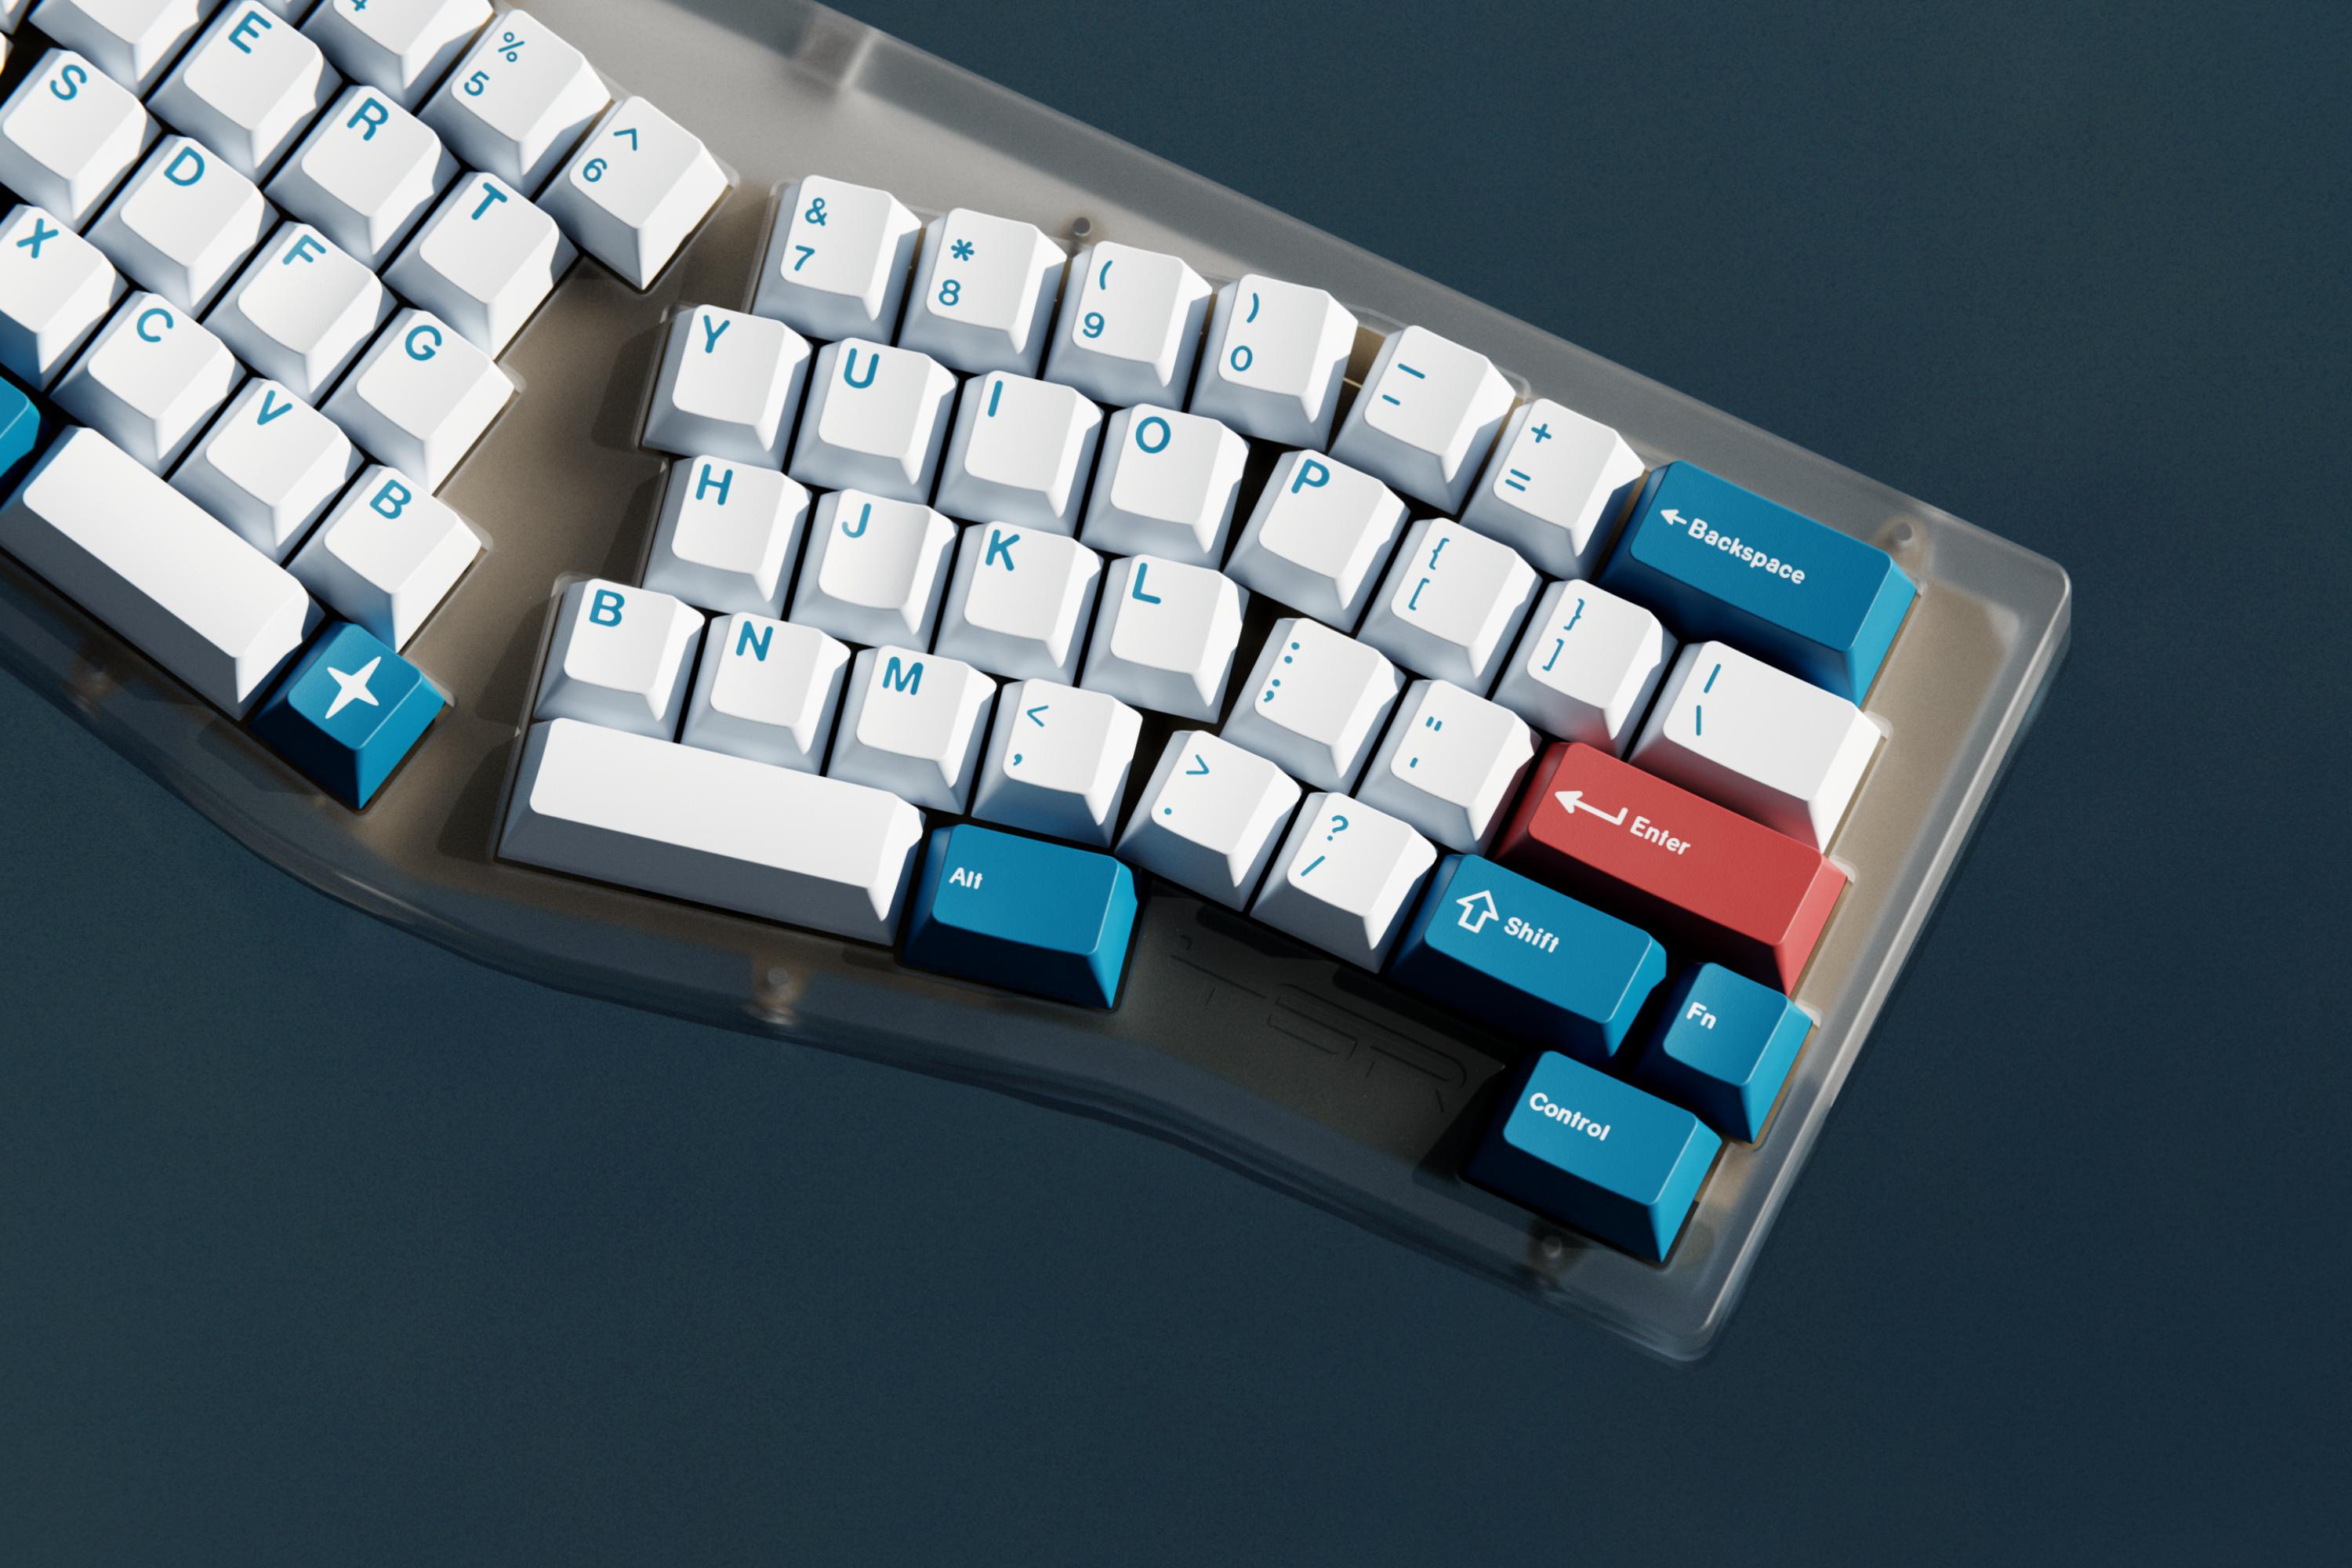 % 5
^ 6
& 7
* 8
( 9
) 0
_ -
+ =
← Backspace
E R T
Y U I O P { [ } ] | \
S D F G
H J K L : ; " ' Enter
X C V B
B N M < , > . ? / Shift Fn
Alt Control